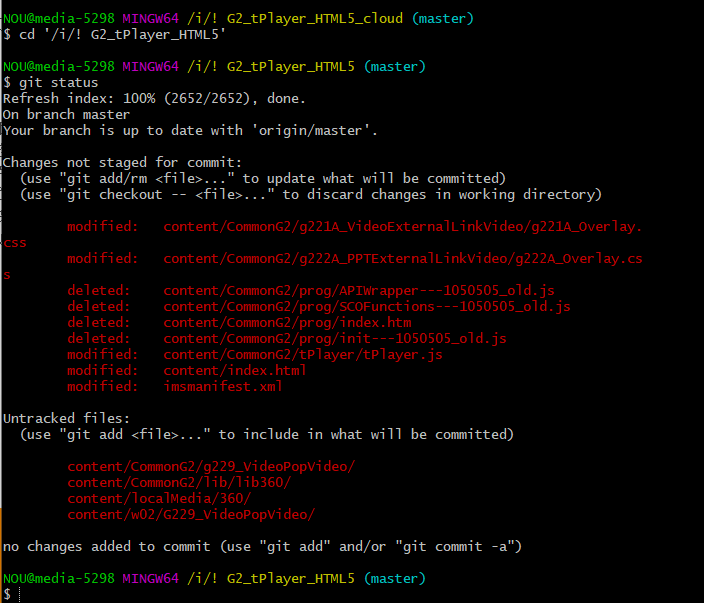 NOU@media-5298 MINGW64 /i/! G2_tPlayer_HTML5_cloud (master)
$ cd '/i/! G2_tPlayer_HTML5'
NOU@media-5298 MINGW64 /i/! G2_tPlayer_HTML5 (master)
$ git status
Refresh index: 100% (2652/2652), done.
On branch master
Your branch is up to date with 'origin/master'.
Changes not staged for commit:
  (use "git add/rm <file>..." to update what will be committed)
  (use "git checkout -- <file>..." to discard changes in working directory)
        modified:   content/CommonG2/g221A_VideoExternalLinkVideo/g221A_Overlay.
css
        modified:   content/CommonG2/g222A_PPTExternalLinkVideo/g222A_Overlay.cs
s
        deleted:    content/CommonG2/prog/APIWrapper---1050505_old.js
        deleted:    content/CommonG2/prog/SCOFunctions---1050505_old.js
        deleted:    content/CommonG2/prog/index.htm
        deleted:    content/CommonG2/prog/init---1050505_old.js
        modified:   content/CommonG2/tPlayer/tPlayer.js
        modified:   content/index.html
        modified:   imsmanifest.xml
Untracked files:
  (use "git add <file>..." to include in what will be committed)
        content/CommonG2/g229_VideoPopVideo/
        content/CommonG2/lib/lib360/
        content/localMedia/360/
        content/w02/G229_VideoPopVideo/
no changes added to commit (use "git add" and/or "git commit -a")
NOU@media-5298 MINGW64 /i/! G2_tPlayer_HTML5 (master)
$